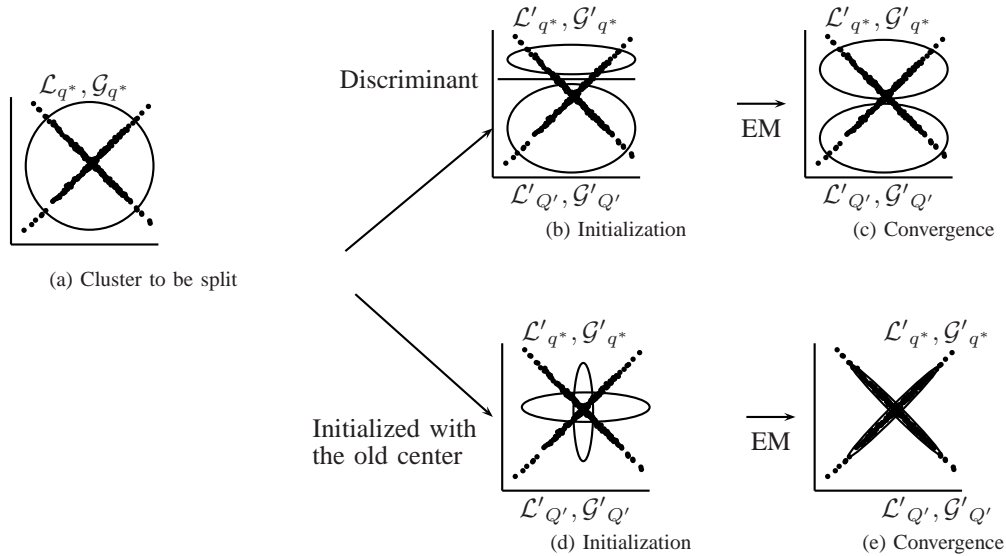 ℒ_{q*}, 𝒢_{q*}
(a) Cluster to be split
Discriminant
ℒ′_{q*}, 𝒢′_{q*}
ℒ′_{Q′}, 𝒢′_{Q′}
(b) Initialization
EM
ℒ′_{q*}, 𝒢′_{q*}
ℒ′_{Q′}, 𝒢′_{Q′}
(c) Convergence
Initialized with
the old center
ℒ′_{q*}, 𝒢′_{q*}
ℒ′_{Q′}, 𝒢′_{Q′}
(d) Initialization
EM
ℒ′_{q*}, 𝒢′_{q*}
ℒ′_{Q′}, 𝒢′_{Q′}
(e) Convergence